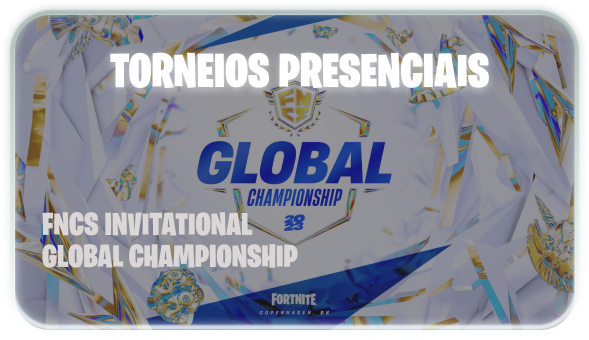 TORNEIOS PRESENCIAIS
GLOBAL
CHAMPIONSHIP
2023
FNCS INVITATIONAL
GLOBAL CHAMPIONSHIP
FORTNITE
COPENHAGEN, DK